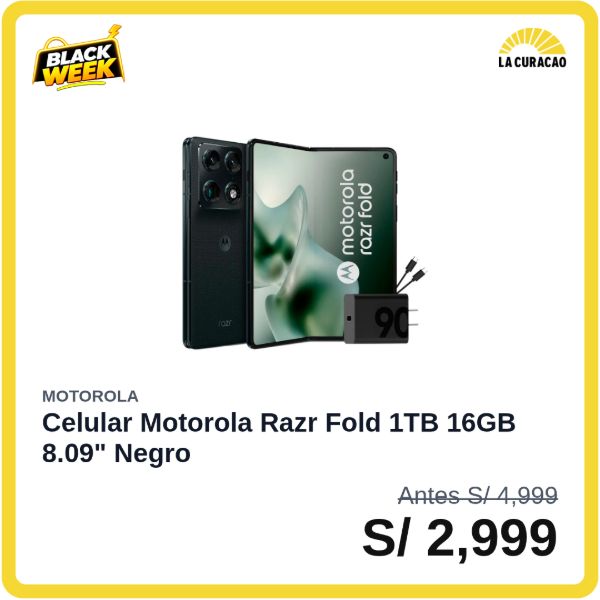 BLACK
WEEK
LA CURACAO
motorola
razr fold
razr
90
MOTOROLA
Celular Motorola Razr Fold 1TB 16GB
8.09" Negro
Antes S/ 4,999
S/ 2,999